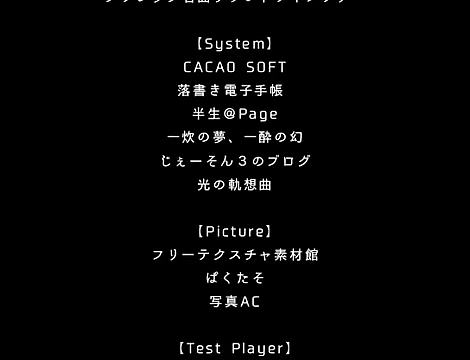 【System】
CACAO SOFT
落書き電子手帳
半生@Page
一炊の夢、一酔の幻
じぇーそん3のブログ
光の軌想曲
【Picture】
フリーテクスチャ素材館
ぱくたそ
写真AC
【Test Player】